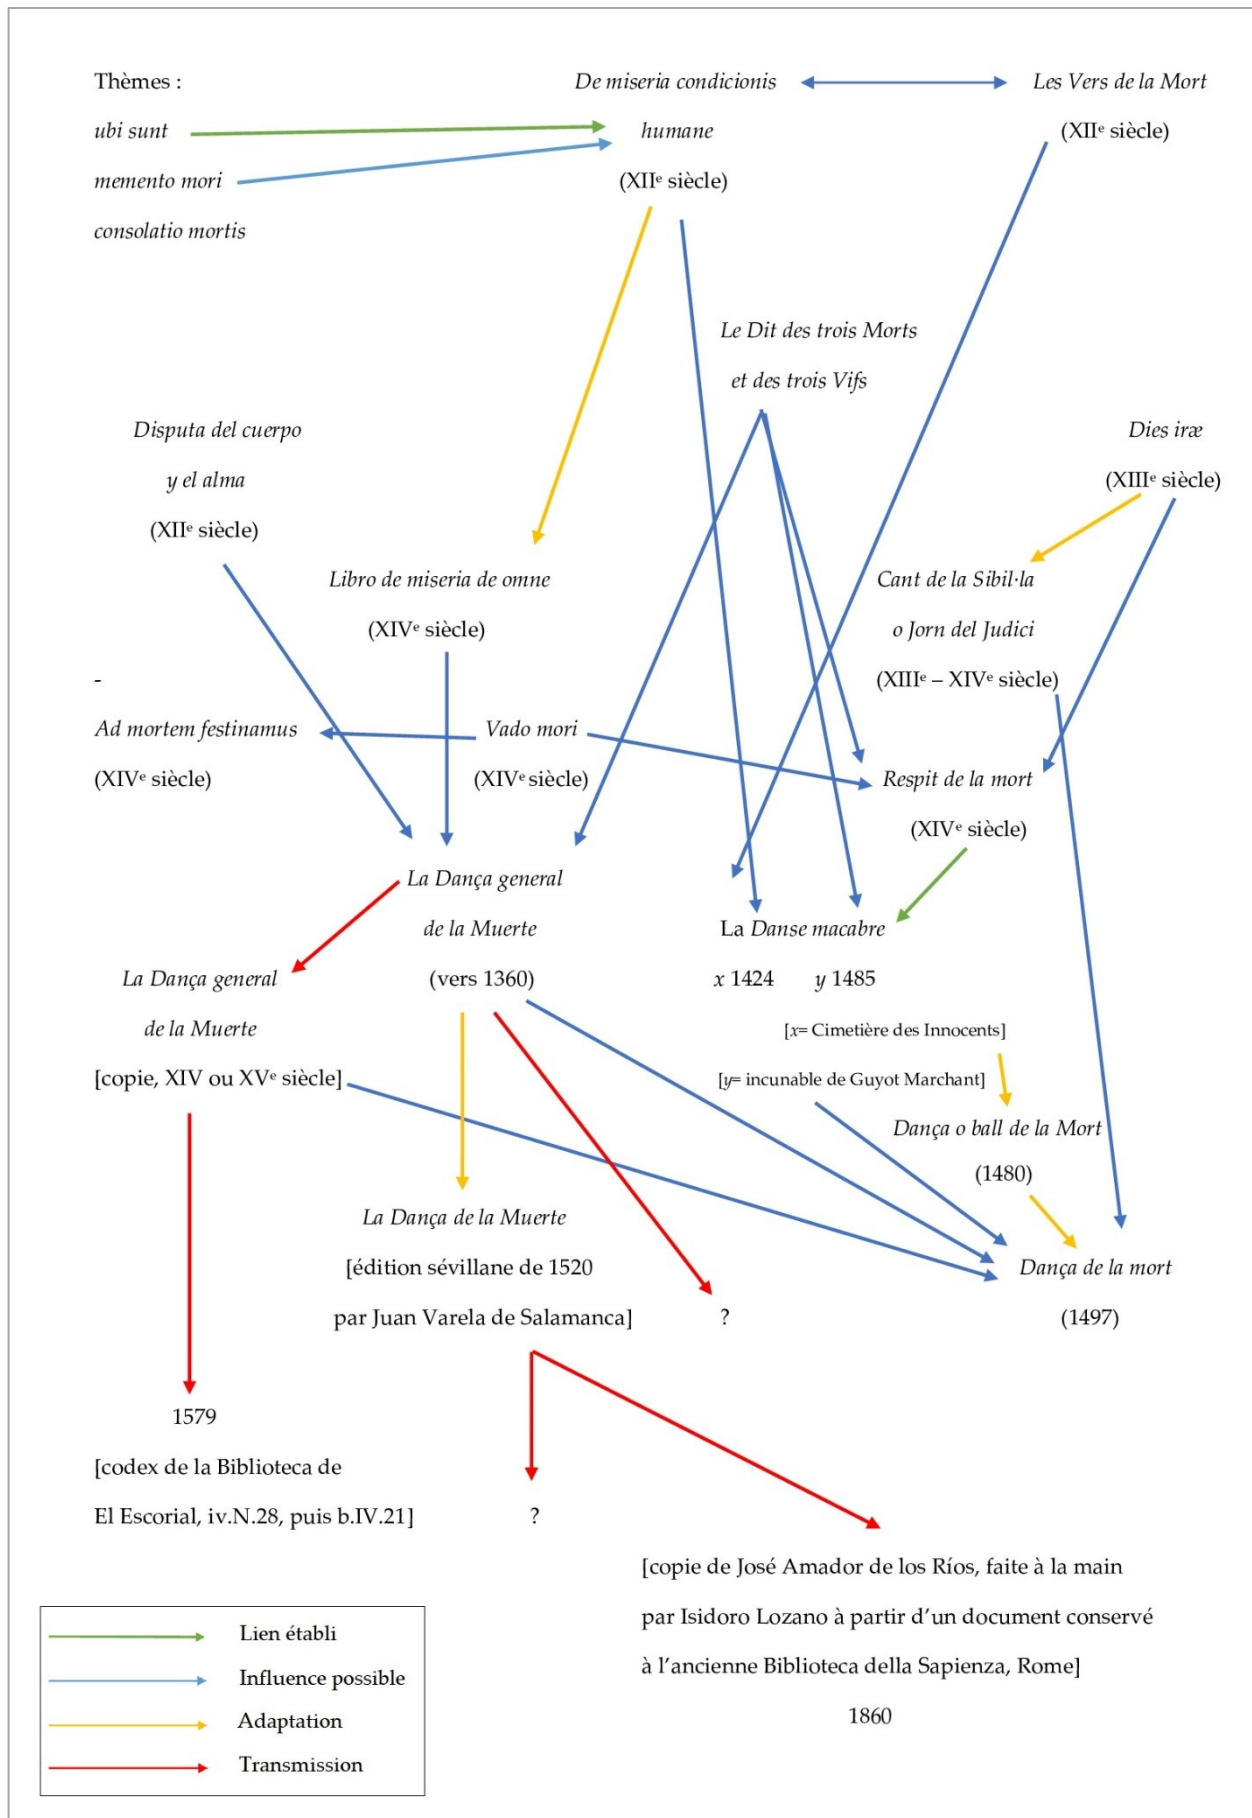 Thèmes :
ubi sunt
memento mori
consolatio mortis
De miseria condicionis
humane
(XIIe siècle)
Les Vers de la Mort
(XIIe siècle)
Le Dit des trois Morts
et des trois Vifs
Disputa del cuerpo
y el alma
(XIIe siècle)
Dies iræ
(XIIIe siècle)
Libro de miseria de omne
(XIVe siècle)
Cant de la Sibil·la
o Jorn del Judici
(XIIIe – XIVe siècle)
-
Ad mortem festinamus
(XIVe siècle)
Vado mori
(XIVe siècle)
Respit de la mort
(XIVe siècle)
La Dança general
de la Muerte
(vers 1360)
La Danse macabre
x 1424 y 1485
[x= Cimetière des Innocents]
[y= incunable de Guyot Marchant]
La Dança general
de la Muerte
[copie, XIV ou XVe siècle]
Dança o ball de la Mort
(1480)
La Dança de la Muerte
[édition sévillane de 1520
par Juan Varela de Salamanca]
?
Dança de la mort
(1497)
1579
[codex de la Biblioteca de
El Escorial, iv.N.28, puis b.IV.21]
?
[copie de José Amador de los Ríos, faite à la main
par Isidoro Lozano à partir d’un document conservé
à l’ancienne Biblioteca della Sapienza, Rome]
1860
Lien établi
Influence possible
Adaptation
Transmission